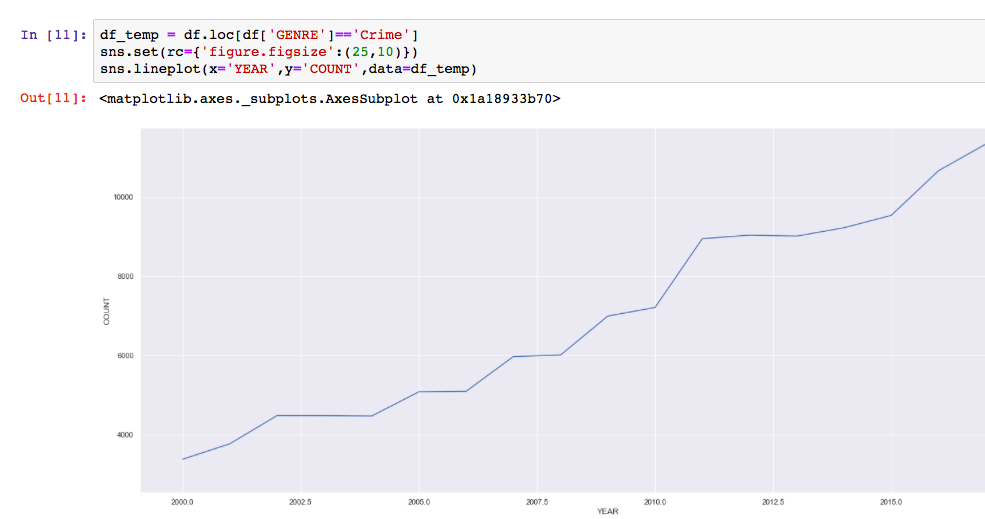 In [11]: df_temp = df.loc[df['GENRE']=='Crime']
sns.set(rc={'figure.figsize':(25,10)})
sns.lineplot(x='YEAR',y='COUNT',data=df_temp)
Out[11]: <matplotlib.axes._subplots.AxesSubplot at 0x1a18933b70>
10000
8000
COUNT
6000
4000
2000.0 2002.5 2005.0 2007.5 2010.0 2012.5 2015.0
YEAR